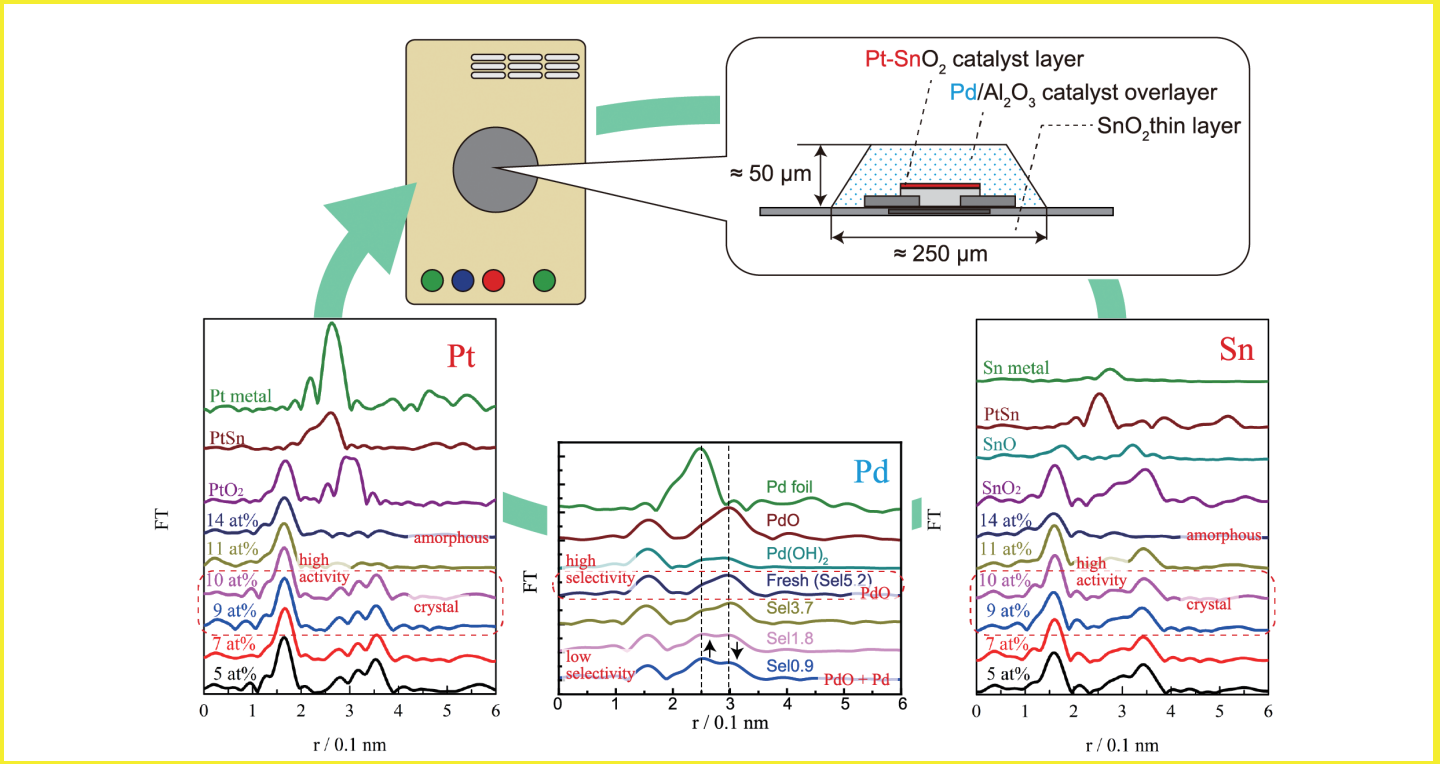 Pt-SnO₂ catalyst layer
Pd/Al₂O₃ catalyst overlayer
SnO₂thin layer
≈ 50 μm
≈ 250 μm
Pt
Pt metal
PtSn
PtO₂
14 at%
amorphous
11 at%
high
activity
10 at%
crystal
9 at%
7 at%
5 at%
FT
0 1 2 3 4 5 6
r / 0.1 nm
Pd
Pd foil
PdO
Pd(OH)₂
high
selectivity
Fresh (Sel5.2)
PdO
Sel3.7
Sel1.8
low
selectivity
Sel0.9
PdO + Pd
FT
0 1 2 3 4 5 6
r / 0.1 nm
Sn
Sn metal
PtSn
SnO
SnO₂
14 at%
amorphous
11 at%
high
activity
10 at%
crystal
9 at%
7 at%
5 at%
FT
0 1 2 3 4 5 6
r / 0.1 nm